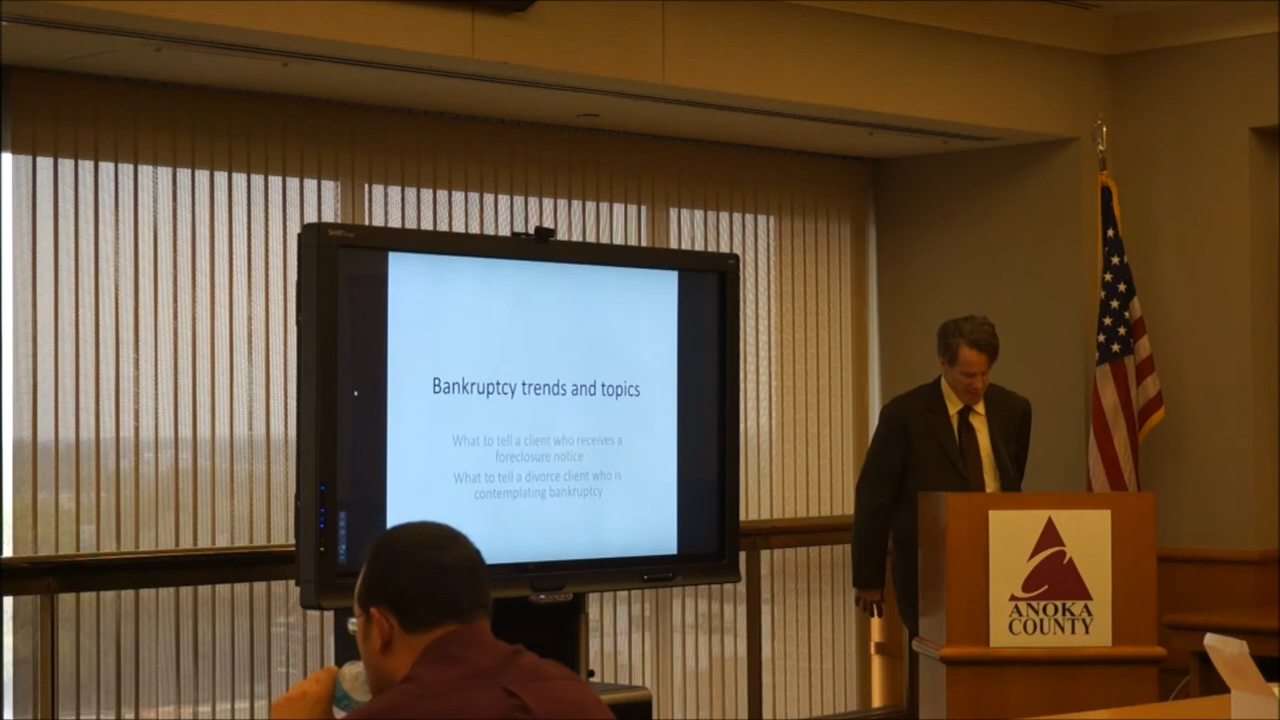 Bankruptcy trends and topics
What to tell a client who receives a
foreclosure notice
What to tell a divorce client who is
contemplating bankruptcy
ANOKA
COUNTY